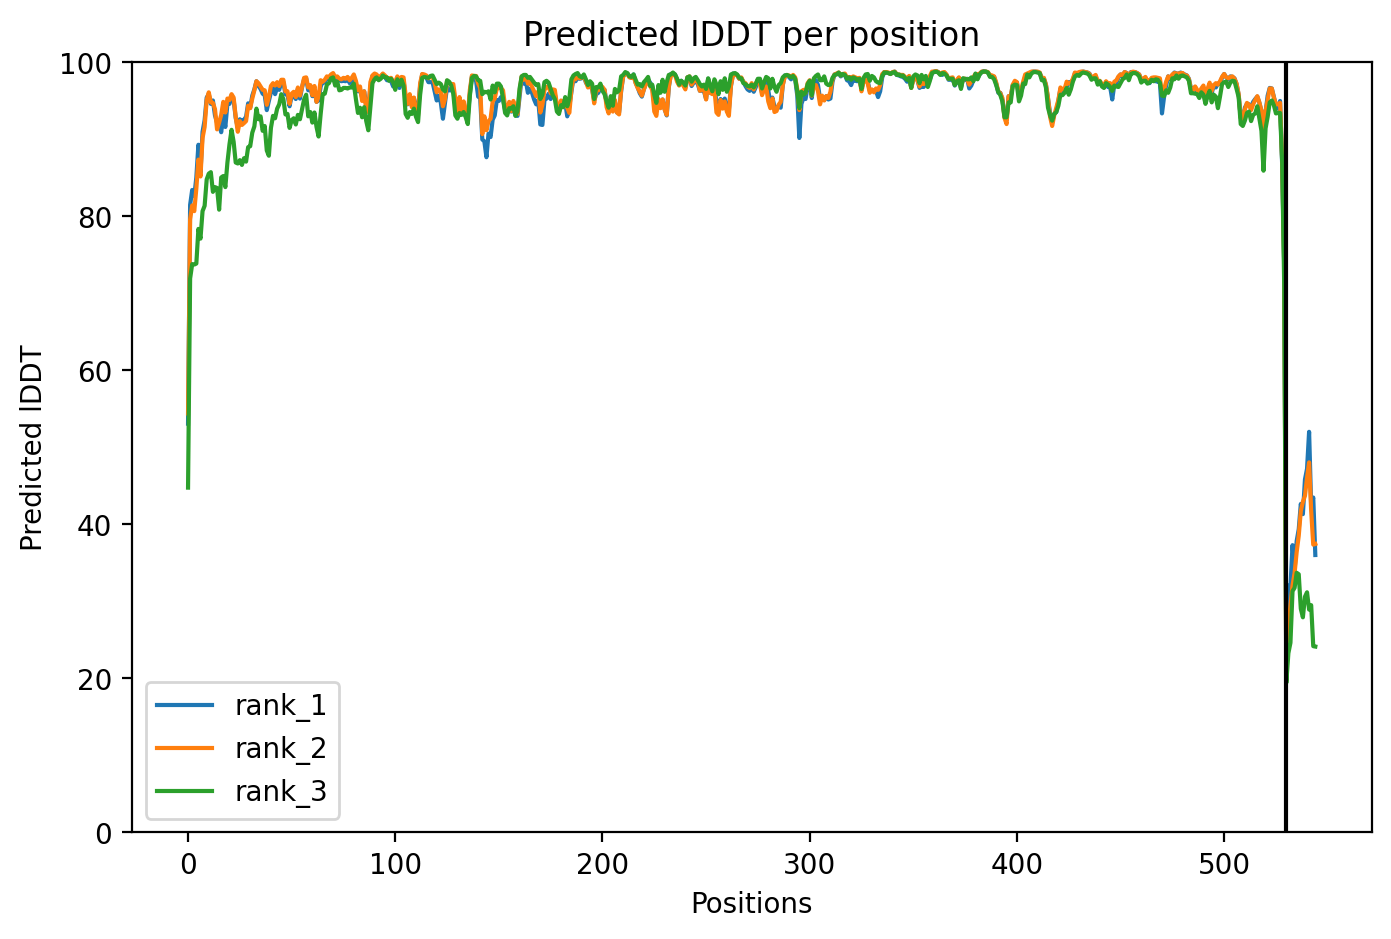 Predicted lDDT per position
Predicted lDDT
100
80
60
40
20
0
rank_1
rank_2
rank_3
0 100 200 300 400 500
Positions